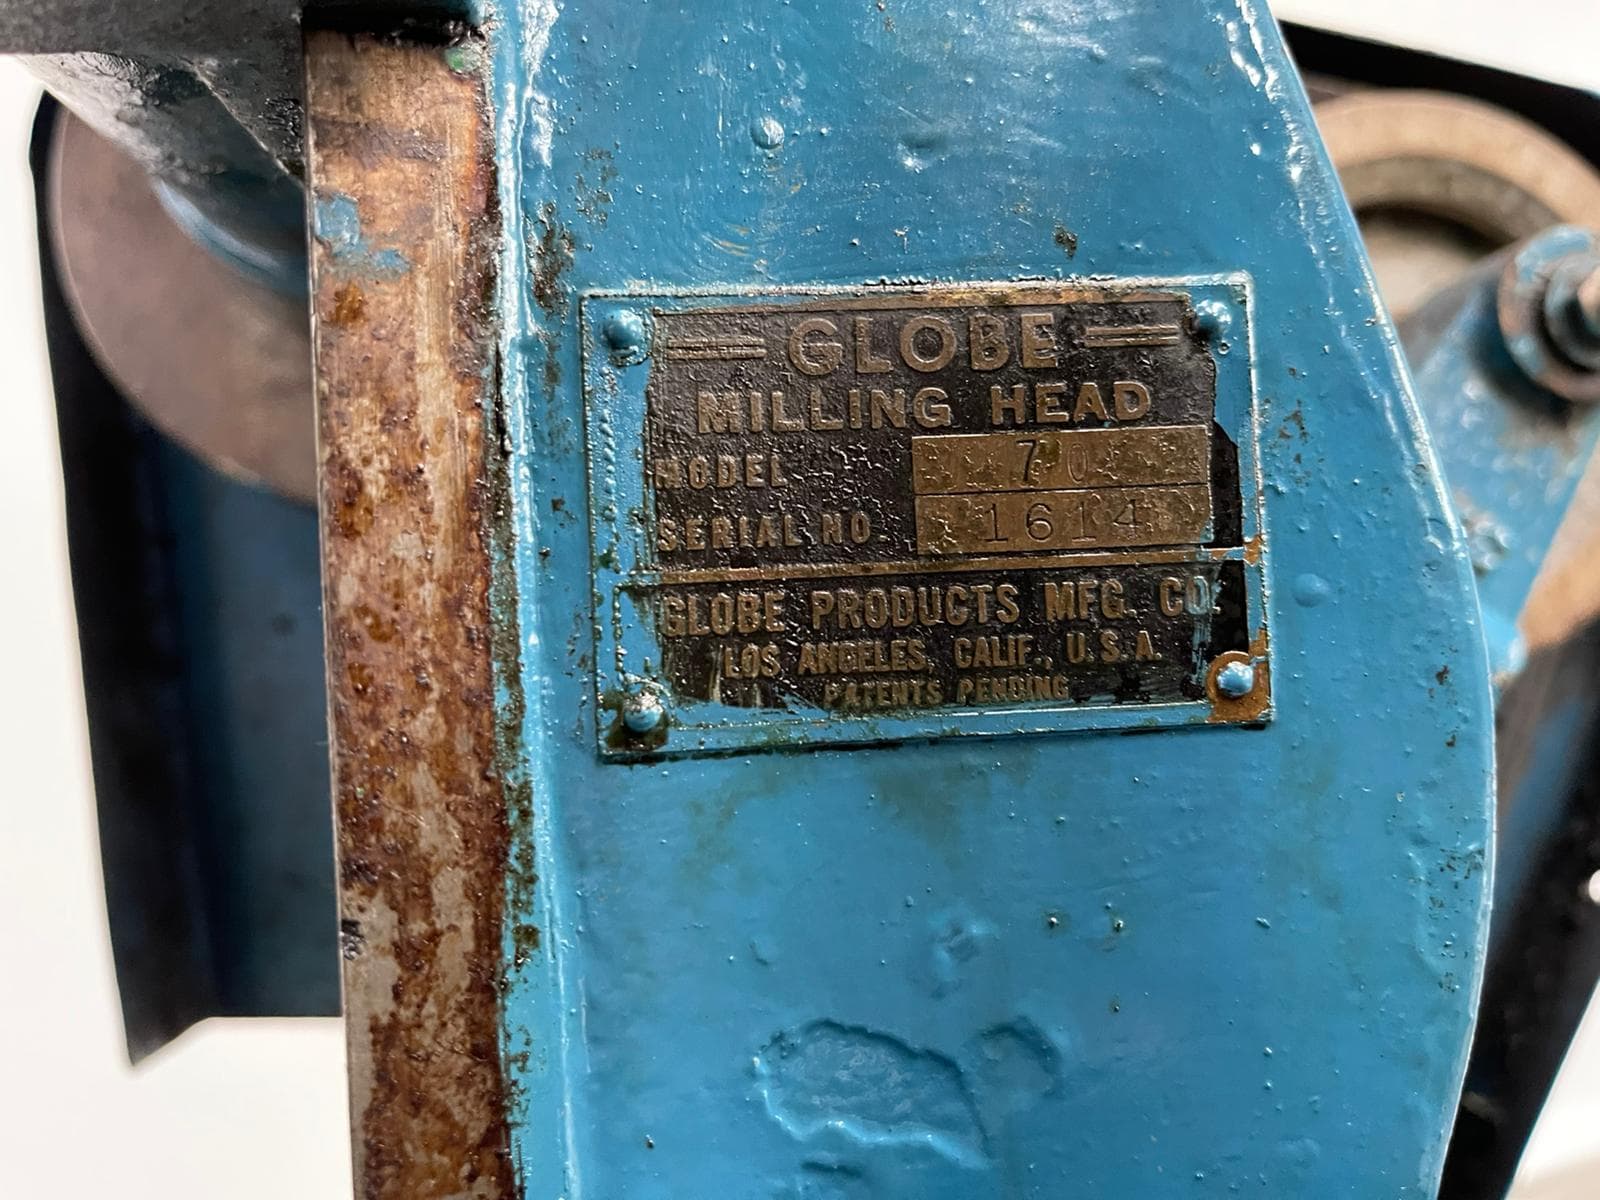 GLOBE
MILLING HEAD
MODEL 70
SERIAL NO 1614
GLOBE PRODUCTS MFG. CO.
LOS ANGELES, CALIF., U.S.A.
PATENTS PENDING